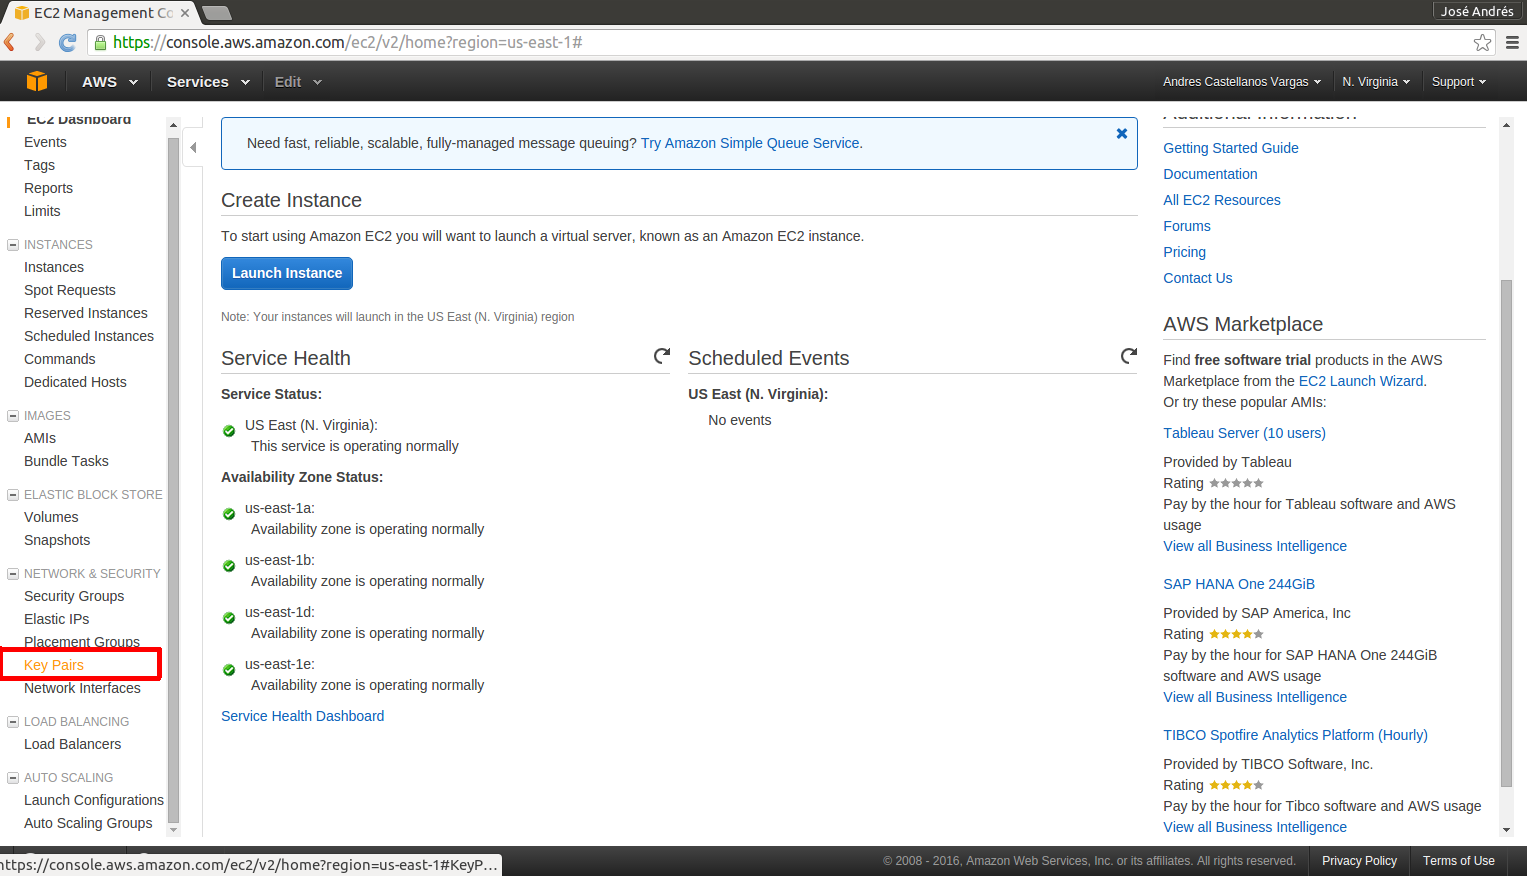 EC2 Management Co
José Andrés
https://console.aws.amazon.com/ec2/v2/home?region=us-east-1#
AWS Services Edit
Andres Castellanos Vargas N. Virginia Support
EC2 Dashboard
Events
Tags
Reports
Limits
INSTANCES
Instances
Spot Requests
Reserved Instances
Scheduled Instances
Commands
Dedicated Hosts
IMAGES
AMIs
Bundle Tasks
ELASTIC BLOCK STORE
Volumes
Snapshots
NETWORK & SECURITY
Security Groups
Elastic IPs
Placement Groups
Key Pairs
Network Interfaces
LOAD BALANCING
Load Balancers
AUTO SCALING
Launch Configurations
Auto Scaling Groups
Need fast, reliable, scalable, fully-managed message queuing? Try Amazon Simple Queue Service.
Create Instance
To start using Amazon EC2 you will want to launch a virtual server, known as an Amazon EC2 instance.
Launch Instance
Note: Your instances will launch in the US East (N. Virginia) region
Service Health
Service Status:
US East (N. Virginia):
This service is operating normally
Availability Zone Status:
us-east-1a:
Availability zone is operating normally
us-east-1b:
Availability zone is operating normally
us-east-1d:
Availability zone is operating normally
us-east-1e:
Availability zone is operating normally
Service Health Dashboard
Scheduled Events
US East (N. Virginia):
No events
Additional Information
Getting Started Guide
Documentation
All EC2 Resources
Forums
Pricing
Contact Us
AWS Marketplace
Find free software trial products in the AWS
Marketplace from the EC2 Launch Wizard.
Or try these popular AMIs:
Tableau Server (10 users)
Provided by Tableau
Rating
Pay by the hour for Tableau software and AWS
usage
View all Business Intelligence
SAP HANA One 244GiB
Provided by SAP America, Inc
Rating
Pay by the hour for SAP HANA One 244GiB
software and AWS usage
View all Business Intelligence
TIBCO Spotfire Analytics Platform (Hourly)
Provided by TIBCO Software, Inc.
Rating
Pay by the hour for Tibco software and AWS usage
View all Business Intelligence
https://console.aws.amazon.com/ec2/v2/home?region=us-east-1#KeyP...
© 2008 - 2016, Amazon Web Services, Inc. or its affiliates. All rights reserved. Privacy Policy Terms of Use